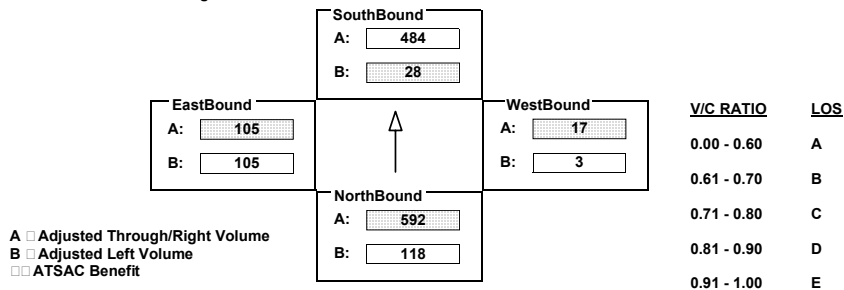 SouthBound
A: 484
B: 28
EastBound
A: 105
B: 105
WestBound
A: 17
B: 3
NorthBound
A: 592
B: 118
A □ Adjusted Through/Right Volume
B □ Adjusted Left Volume
□□ ATSAC Benefit
V/C RATIO LOS
0.00 - 0.60 A
0.61 - 0.70 B
0.71 - 0.80 C
0.81 - 0.90 D
0.91 - 1.00 E